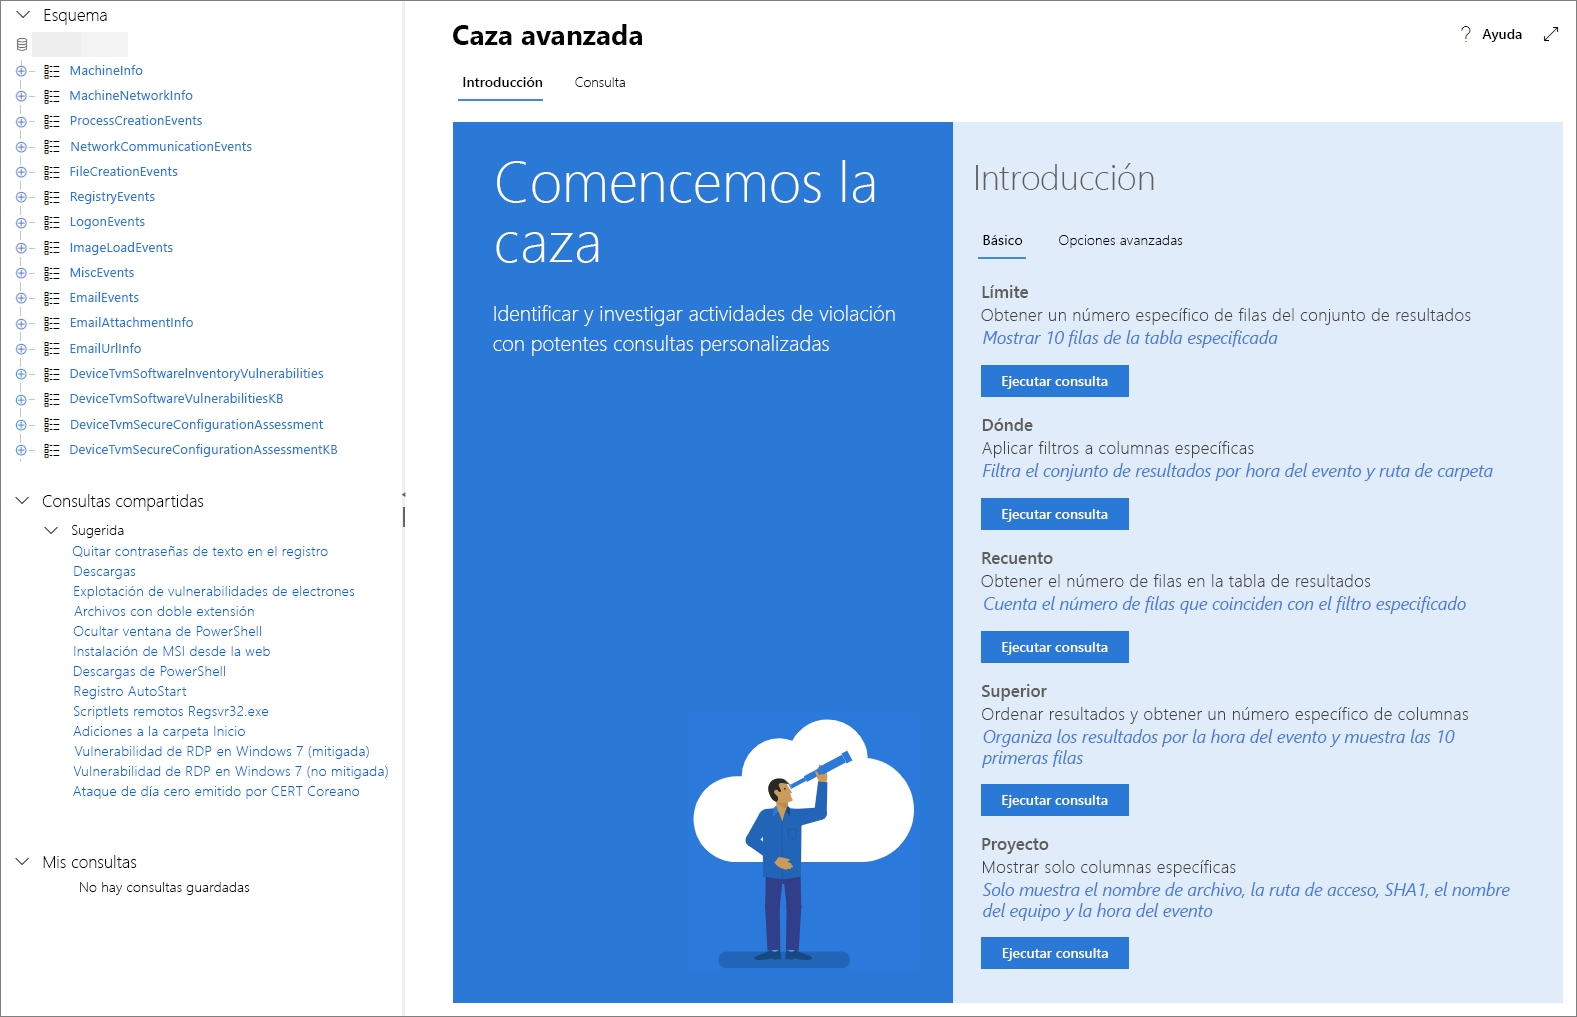 Esquema
MachineInfo
MachineNetworkInfo
ProcessCreationEvents
NetworkCommunicationEvents
FileCreationEvents
RegistryEvents
LogonEvents
ImageLoadEvents
MiscEvents
EmailEvents
EmailAttachmentInfo
EmailUrlInfo
DeviceTvmSoftwareInventoryVulnerabilities
DeviceTvmSoftwareVulnerabilitiesKB
DeviceTvmSecureConfigurationAssessment
DeviceTvmSecureConfigurationAssessmentKB
Consultas compartidas
Sugerida
Quitar contraseñas de texto en el registro
Descargas
Explotación de vulnerabilidades de electrones
Archivos con doble extensión
Ocultar ventana de PowerShell
Instalación de MSI desde la web
Descargas de PowerShell
Registro AutoStart
Scriptlets remotos Regsvr32.exe
Adiciones a la carpeta Inicio
Vulnerabilidad de RDP en Windows 7 (mitigada)
Vulnerabilidad de RDP en Windows 7 (no mitigada)
Ataque de día cero emitido por CERT Coreano
Mis consultas
No hay consultas guardadas
Caza avanzada
? Ayuda
Introducción Consulta
Comencemos la
caza
Identificar y investigar actividades de violación
con potentes consultas personalizadas
Introducción
Básico Opciones avanzadas
Límite
Obtener un número específico de filas del conjunto de resultados
Mostrar 10 filas de la tabla especificada
Ejecutar consulta
Dónde
Aplicar filtros a columnas específicas
Filtra el conjunto de resultados por hora del evento y ruta de carpeta
Ejecutar consulta
Recuento
Obtener el número de filas en la tabla de resultados
Cuenta el número de filas que coinciden con el filtro especificado
Ejecutar consulta
Superior
Ordenar resultados y obtener un número específico de columnas
Organiza los resultados por la hora del evento y muestra las 10
primeras filas
Ejecutar consulta
Proyecto
Mostrar solo columnas específicas
Solo muestra el nombre de archivo, la ruta de acceso, SHA1, el nombre
del equipo y la hora del evento
Ejecutar consulta